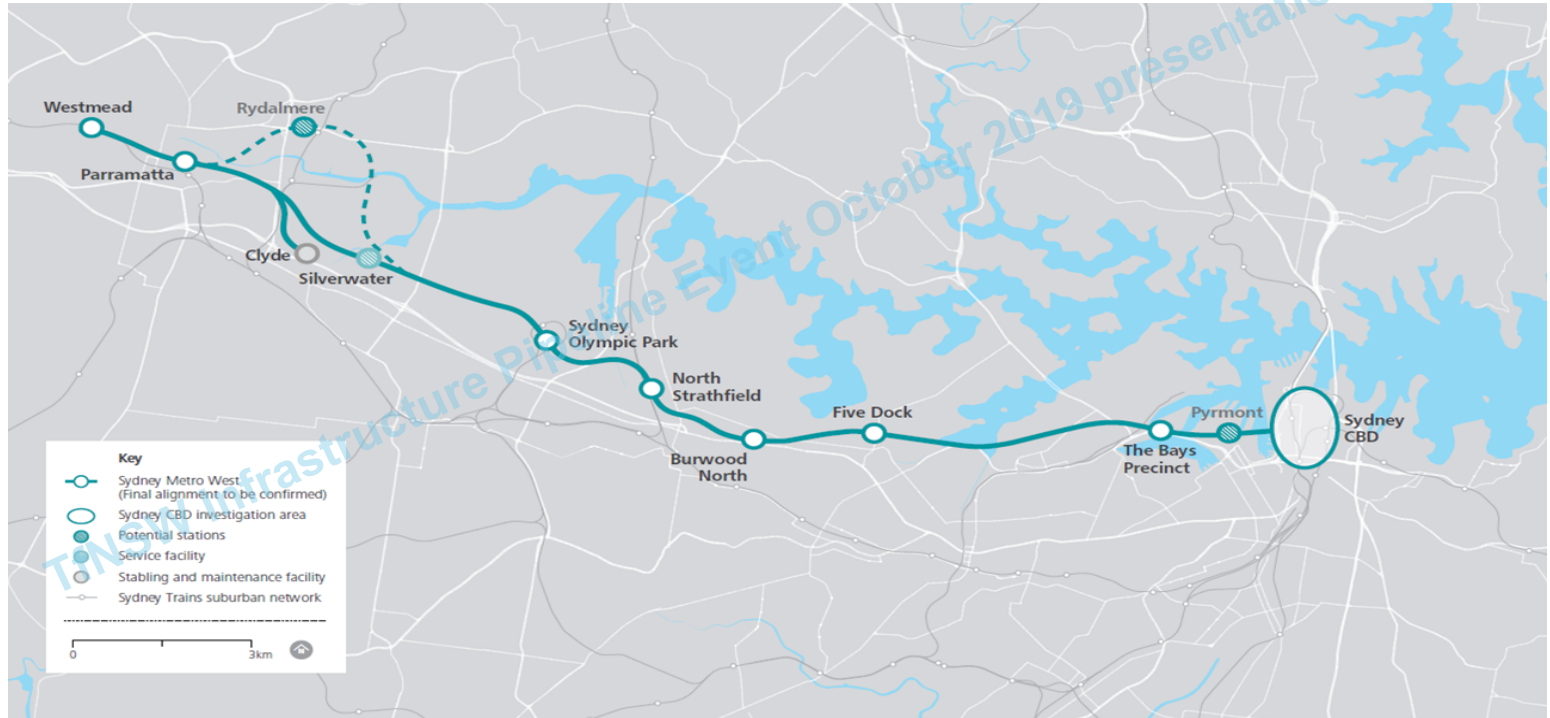 TfNSW Infrastructure Pipeline Event October 2019 presentatio
Westmead
Rydalmere
Parramatta
Clyde
Silverwater
Sydney
Olympic Park
North
Strathfield
Burwood
North
Five Dock
The Bays
Precinct
Pyrmont
Sydney
CBD
Key
Sydney Metro West
(Final alignment to be confirmed)
Sydney CBD investigation area
Potential stations
Service facility
Stabling and maintenance facility
Sydney Trains suburban network
0
3km